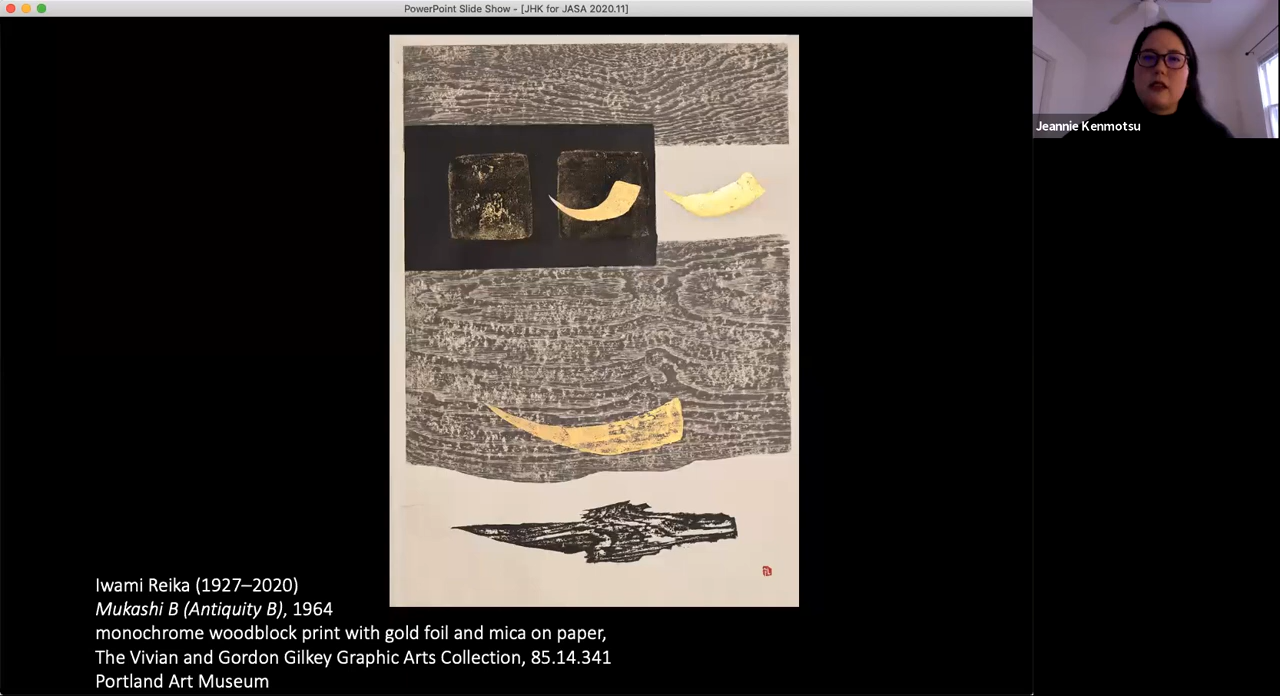 PowerPoint Slide Show - [JHK for JASA 2020.11]
Jeannie Kenmotsu
Iwami Reika (1927–2020)
Mukashi B (Antiquity B), 1964
monochrome woodblock print with gold foil and mica on paper,
The Vivian and Gordon Gilkey Graphic Arts Collection, 85.14.341
Portland Art Museum